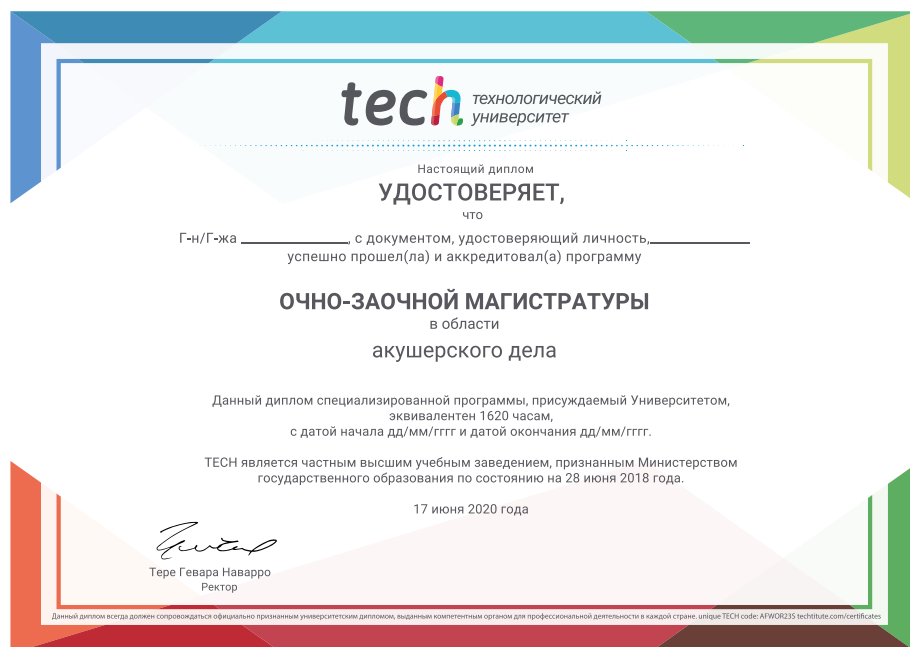 tech технологический
университет
Настоящий диплом
УДОСТОВЕРЯЕТ,
что
Г-н/Г-жа ______________, с документом, удостоверяющий личность,_____________
успешно прошел(ла) и аккредитовал(а) программу
ОЧНО-ЗАОЧНОЙ МАГИСТРАТУРЫ
в области
акушерского дела
Данный диплом специализированной программы, присуждаемый Университетом,
эквивалентен 1620 часам,
с датой начала дд/мм/гггг и датой окончания дд/мм/гггг.
TECH является частным высшим учебным заведением, признанным Министерством
государственного образования по состоянию на 28 июня 2018 года.
17 июня 2020 года
Тере Гевара Наварро
Ректор
Данный диплом всегда должен сопровождаться официально признанным университетским дипломом, выданным компетентным органом для профессиональной деятельности в каждой стране. unique TECH code: AFWOR235 techtitute.com/certificates